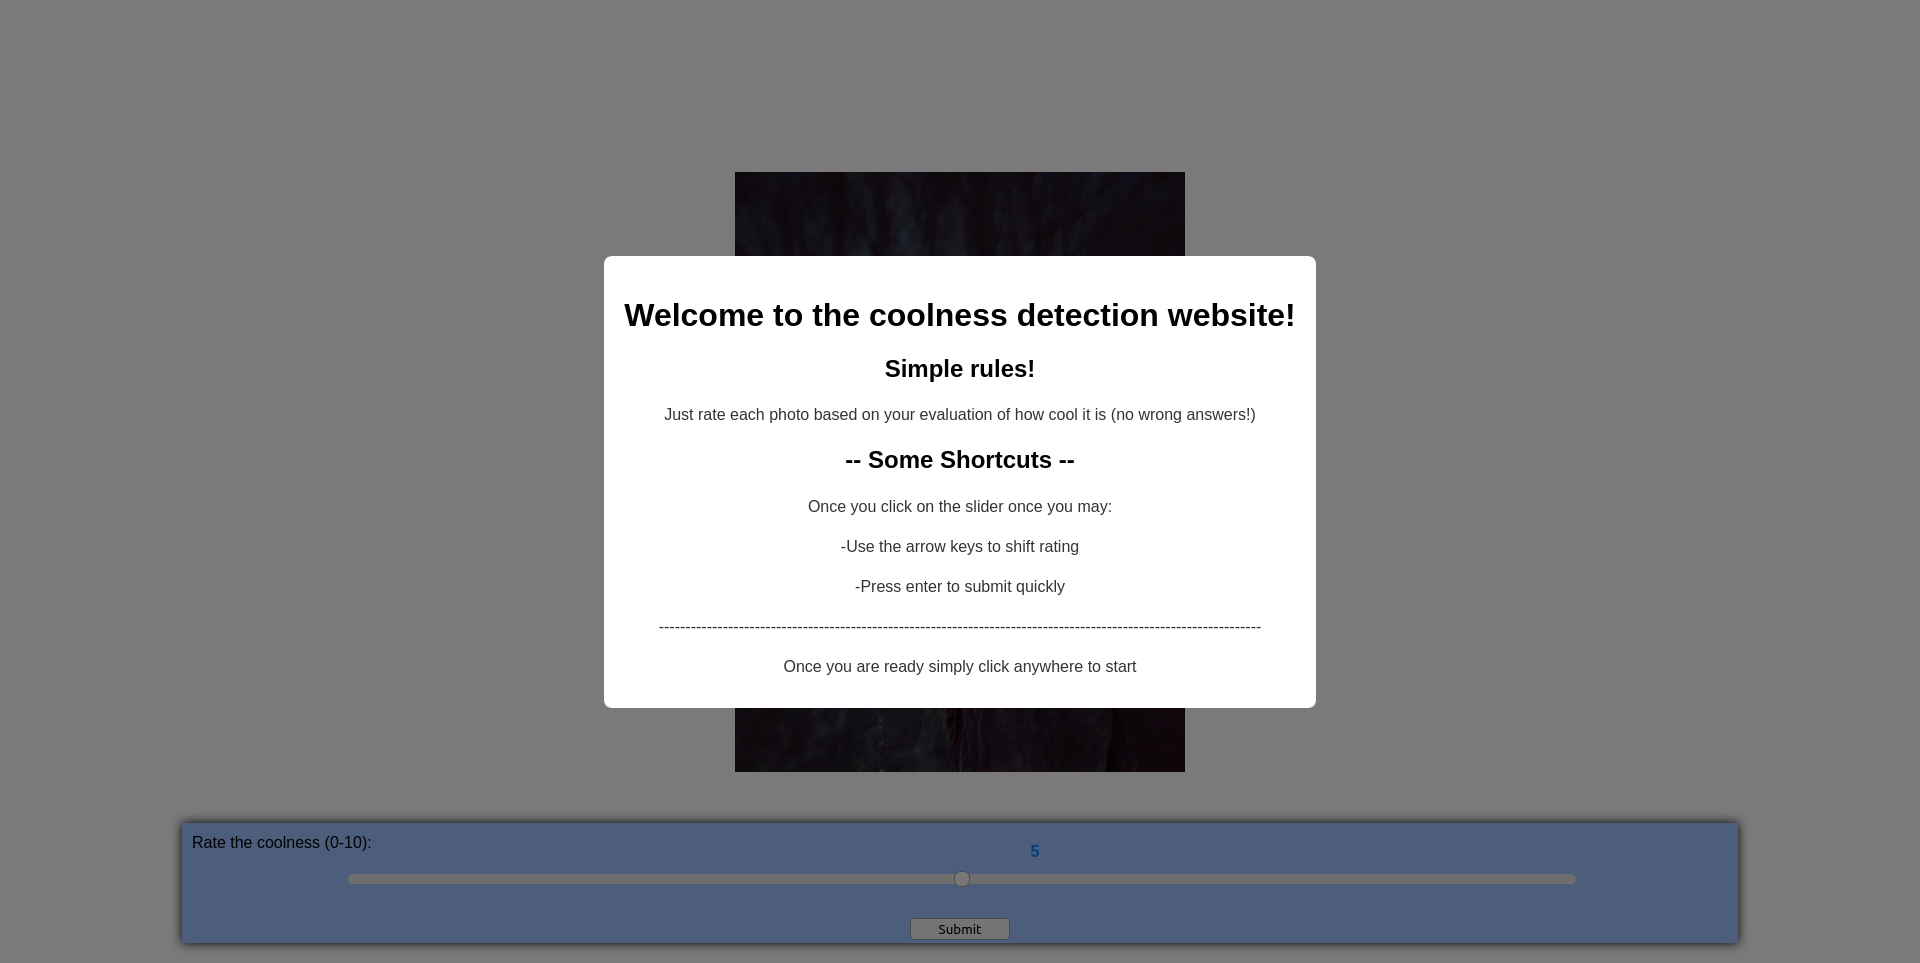 Welcome to the coolness detection website!
Simple rules!
Just rate each photo based on your evaluation of how cool it is (no wrong answers!)
-- Some Shortcuts --
Once you click on the slider once you may:
-Use the arrow keys to shift rating
-Press enter to submit quickly
------------------------------------------------------------------------------------------------------------------
Once you are ready simply click anywhere to start
Rate the coolness (0-10):
5
Submit